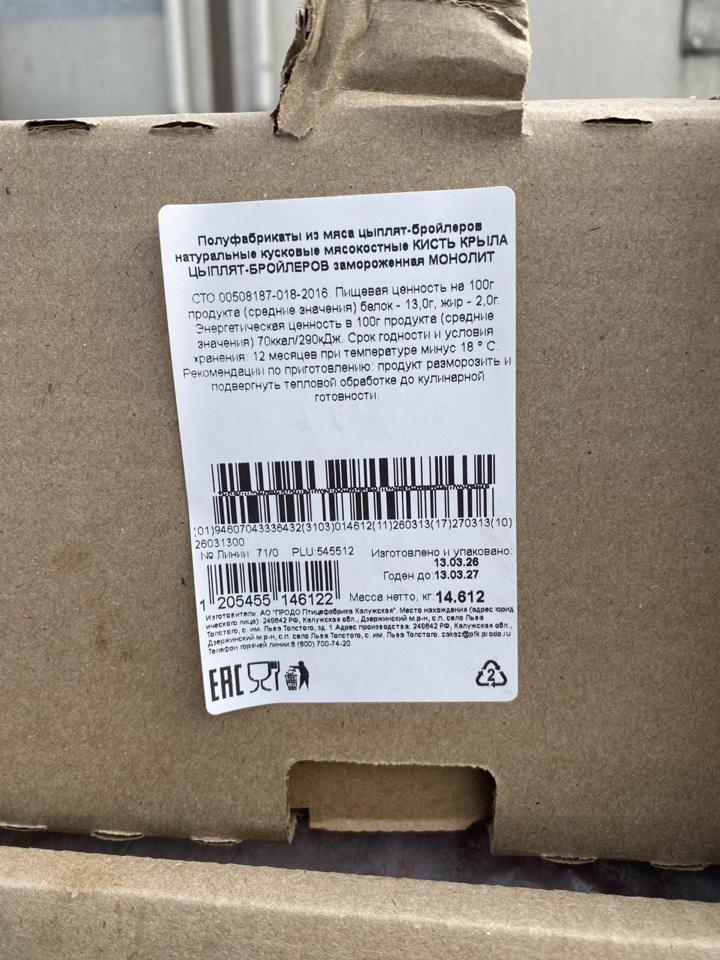 Полуфабрикаты из мяса цыплят-бройлеров
натуральные кусковые мясокостные КИСТЬ КРЫЛА
ЦЫПЛЯТ-БРОЙЛЕРОВ замороженная МОНОЛИТ
СТО 00508187-018-2016. Пищевая ценность на 100г
продукта (средние значения) белок - 13,0г, жир - 2,0г.
Энергетическая ценность в 100г продукта (средние
значения) 70ккал/290кДж. Срок годности и условия
хранения: 12 месяцев при температуре минус 18 ° С.
Рекомендации по приготовлению: продукт разморозить и
подвергнуть тепловой обработке до кулинарной
готовности.
(01)94607043336432(3103)014612(11)260313(17)270313(10)
26031300
№ Линии: 71/0 PLU:545512
Изготовлено и упаковано:
13.03.26
Годен до:13.03.27
1 205455 146122
Масса нетто, кг:14.612
Изготовитель: АО "ПРОДО Птицефабрика Калужская". Место нахождения (адрес юрид
ического лица): 249842 РФ, Калужская обл., Дзержинский м.р-н, с.п. село Льва
Толстого, с. им. Льва Толстого, зд. 1 Адрес производства: 249842 РФ, Калужская обл.,
Дзержинский м.р-н, с.п. село Льва Толстого, с. им. Льва Толстого. zakaz@pfk.prodo.ru
Телефон горячей линии:8 (800) 700-74-20
EAC
2